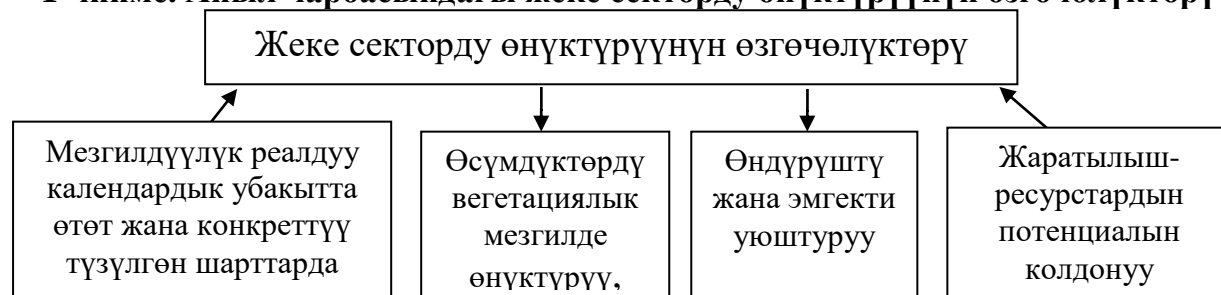 Жеке секторду өнүктүрүүнүн өзгөчөлүктөрү
Мезгилдүүлүк реалдуу
календардык убакытта
өтөт жана конкреттүү
түзүлгөн шарттарда
Өсүмдүктөрдү
вегетациялык
мезгилде
өнүктүрүү,
Өндүрүштү
жана эмгекти
уюштуруу
Жаратылыш-
ресурстардын
потенциалын
колдонуу